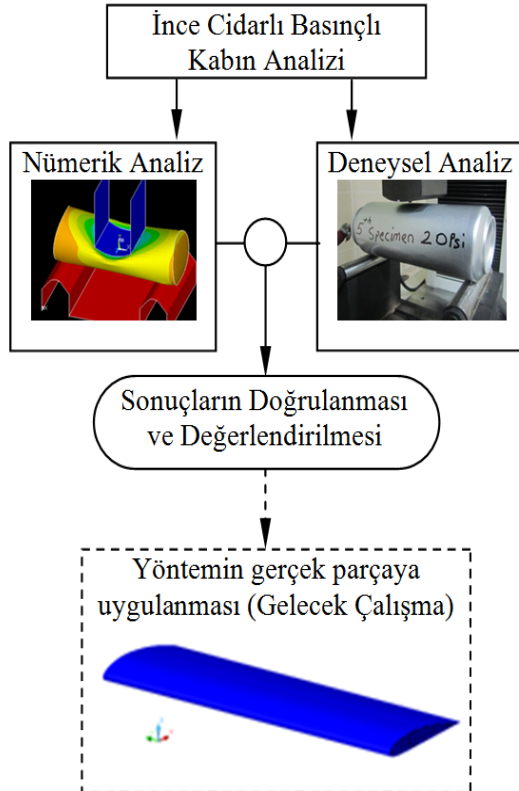 İnce Cidarlı Basınçlı
Kabın Analizi
Nümerik Analiz
Deneysel Analiz
5th Specimen 20Psi
Sonuçların Doğrulanması
ve Değerlendirilmesi
Yöntemin gerçek parçaya
uygulanması (Gelecek Çalışma)